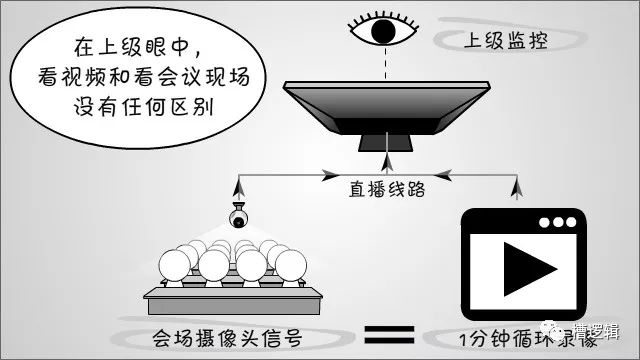 在上级眼中，
看视频和看会议现场
没有任何区别
上级监控
直播线路
会场摄像头信号
1分钟循环录像
槽逻辑